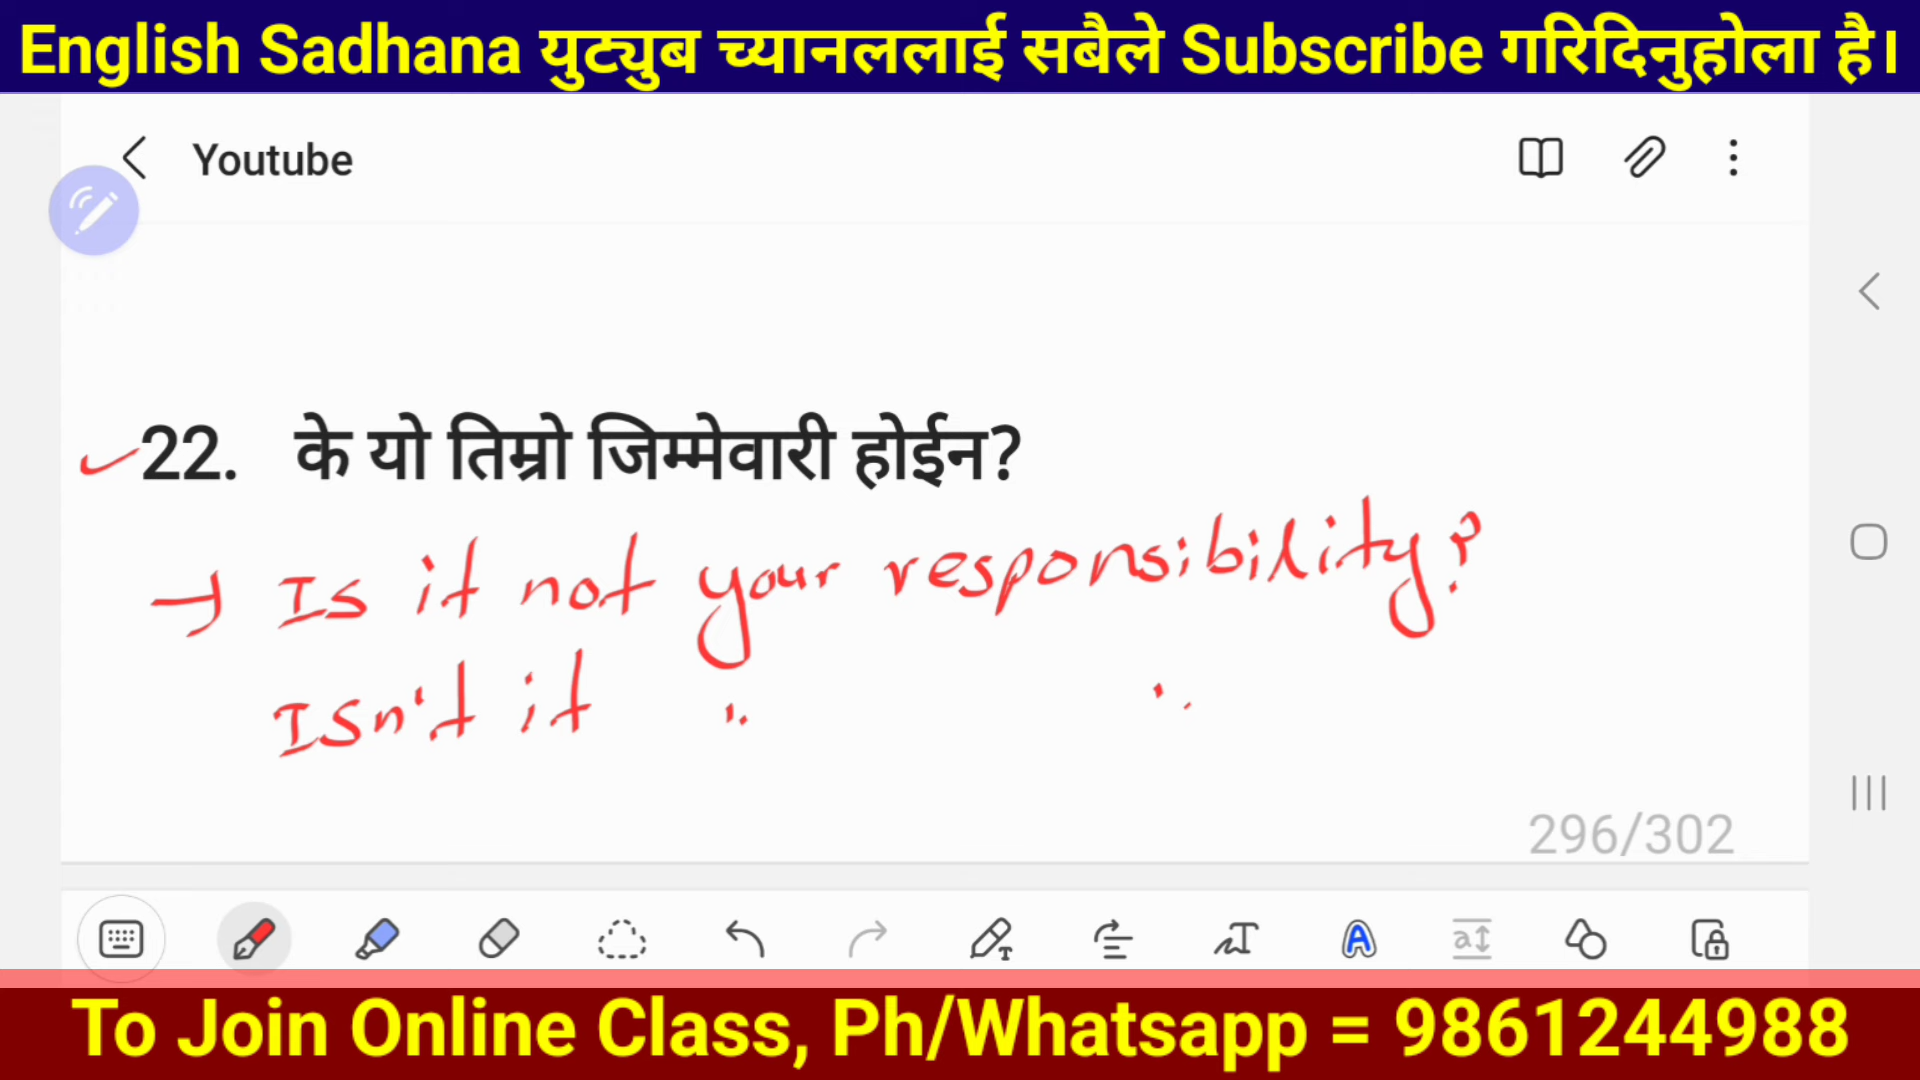 English Sadhana युट्युब च्यानललाई सबैले Subscribe गरिदिनुहोला है।
Youtube
22. के यो तिम्रो जिम्मेवारी होईन?
→ Is it not your responsibility?
Isn't it " "
296/302
To Join Online Class, Ph/Whatsapp = 9861244988